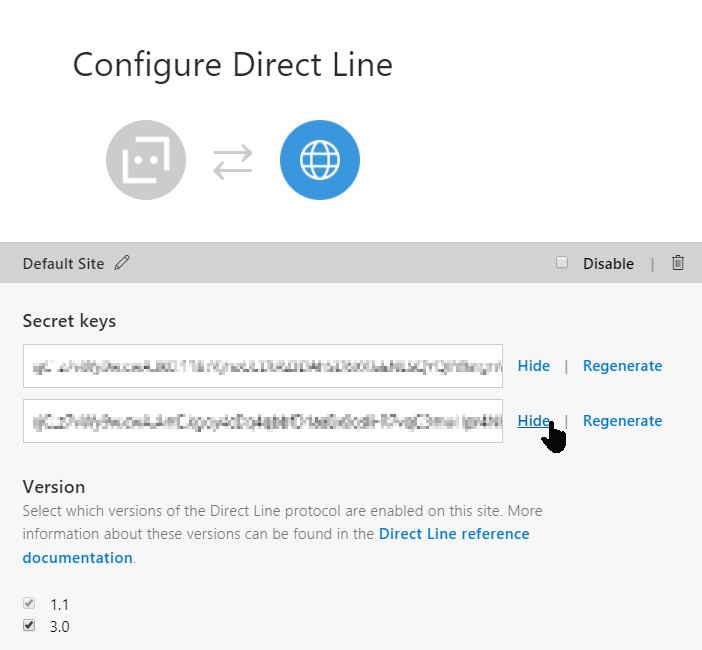 Configure Direct Line
Default Site
Disable |
Secret keys
Hide | Regenerate
Hide | Regenerate
Version
Select which versions of the Direct Line protocol are enabled on this site. More
information about these versions can be found in the Direct Line reference
documentation.
1.1
3.0